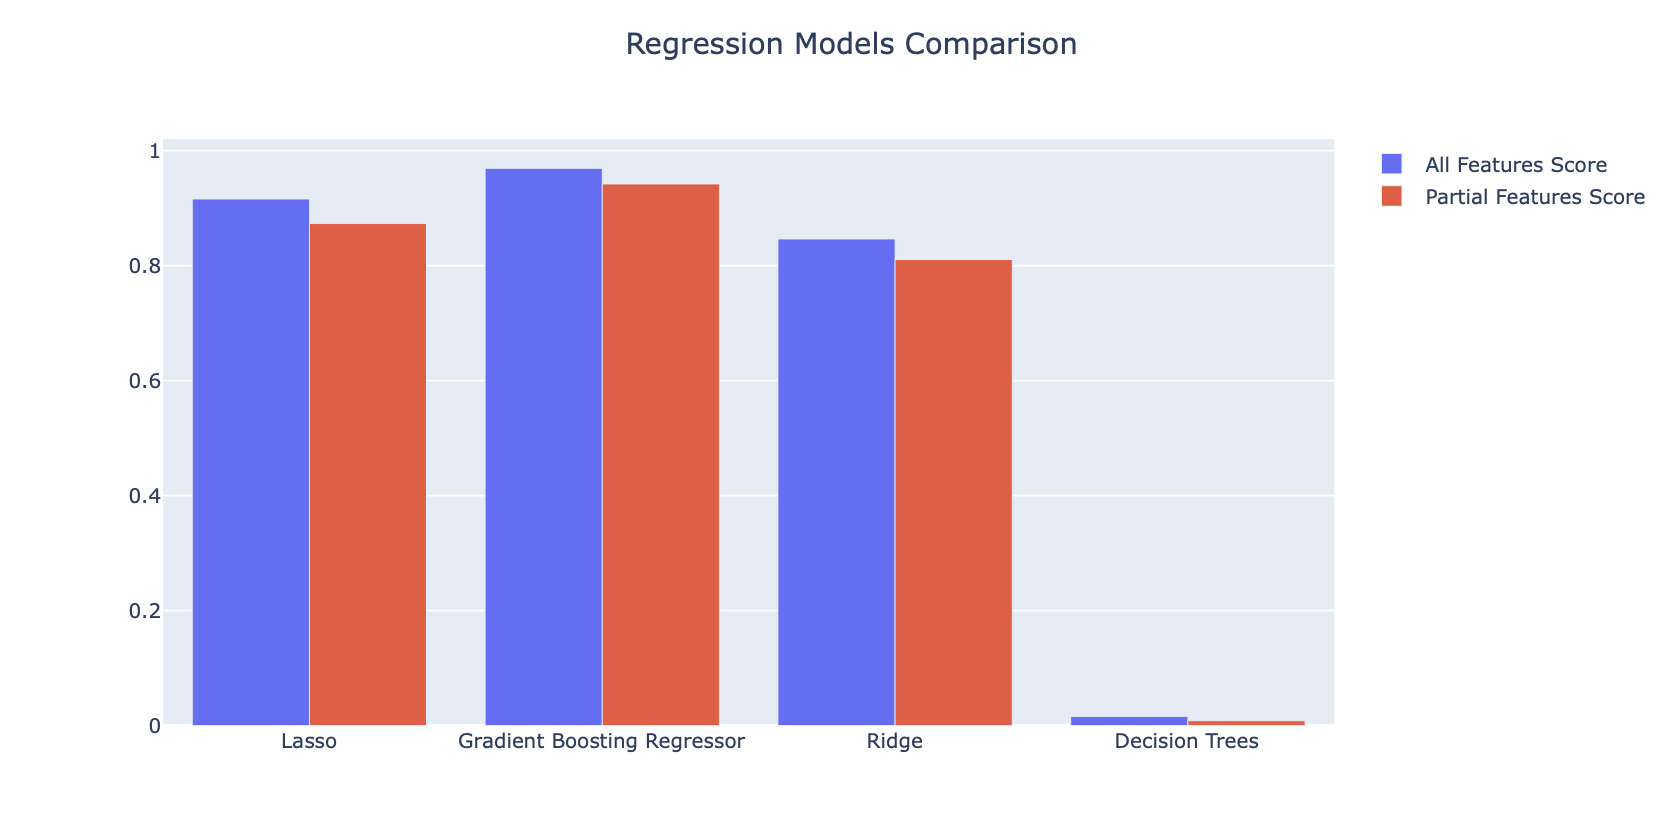 Regression Models Comparison
All Features Score
Partial Features Score
1
0.8
0.6
0.4
0.2
0
Lasso
Gradient Boosting Regressor
Ridge
Decision Trees